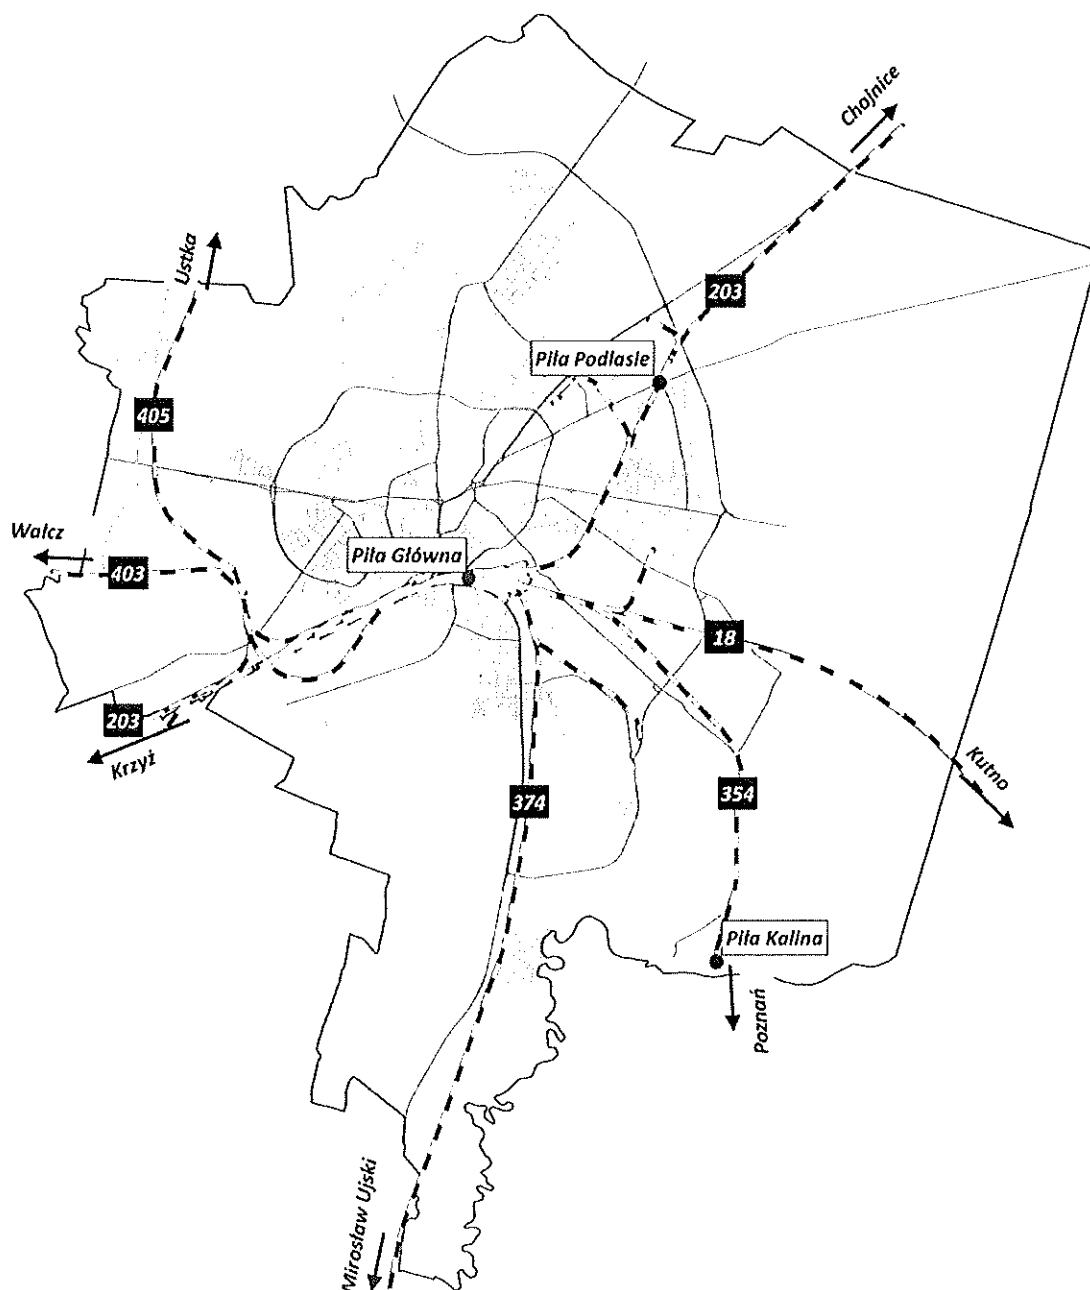 Chojnice
Ustka
203
Piła Podlasie
405
Wałcz
Piła Główna
403
18
203
Krzyż
Kutno
374
354
Piła Kalina
Poznań
Mirosław Ujski